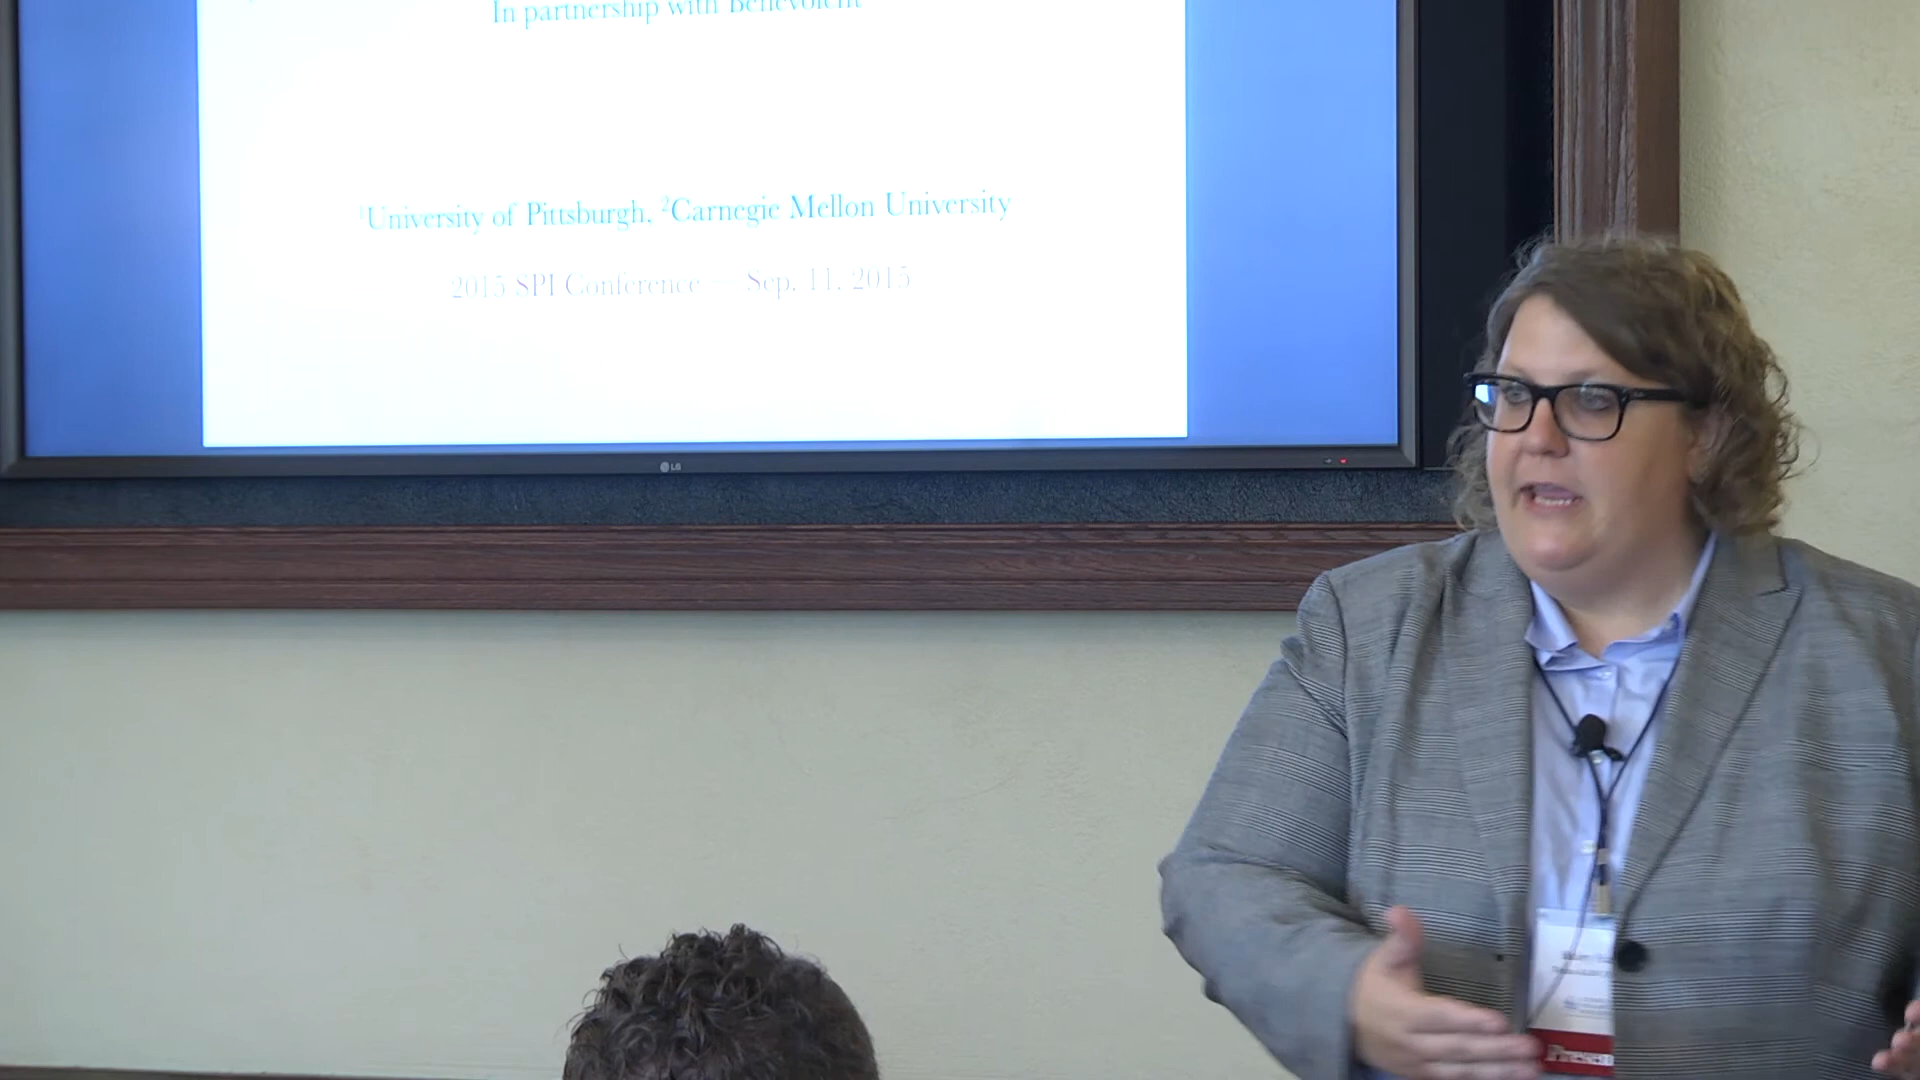 In partnership with Benevolent
¹University of Pittsburgh, ²Carnegie Mellon University
2015 SPI Conference — Sep. 11, 2015
LG